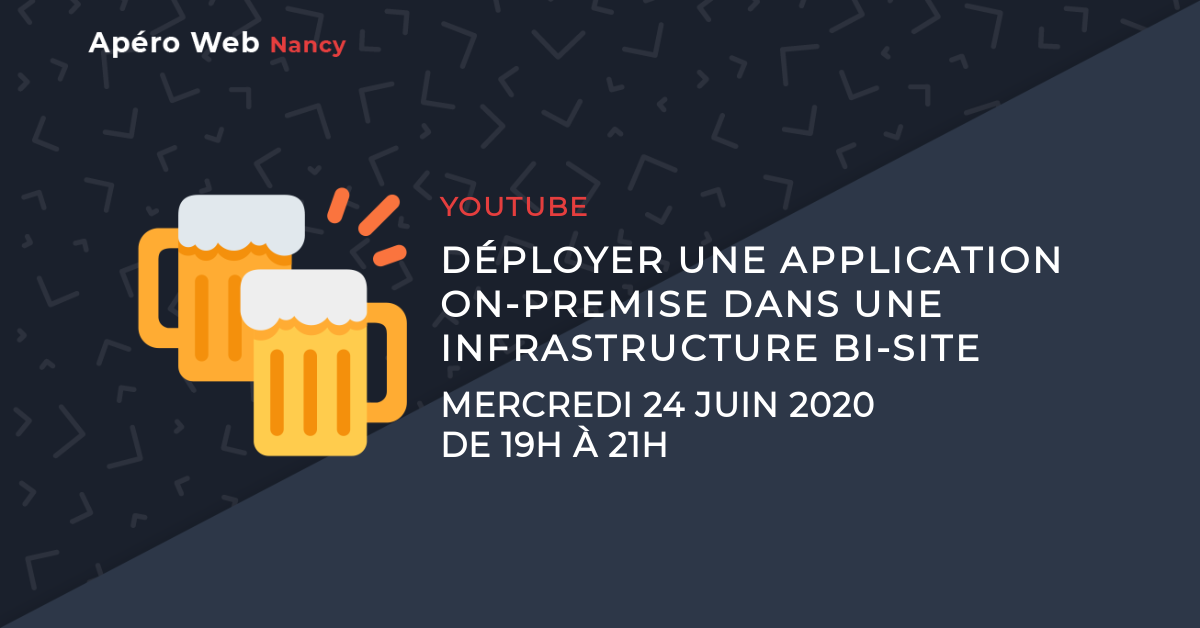 Apéro Web Nancy
YOUTUBE
DÉPLOYER UNE APPLICATION
ON-PREMISE DANS UNE
INFRASTRUCTURE BI-SITE
MERCREDI 24 JUIN 2020
DE 19H À 21H